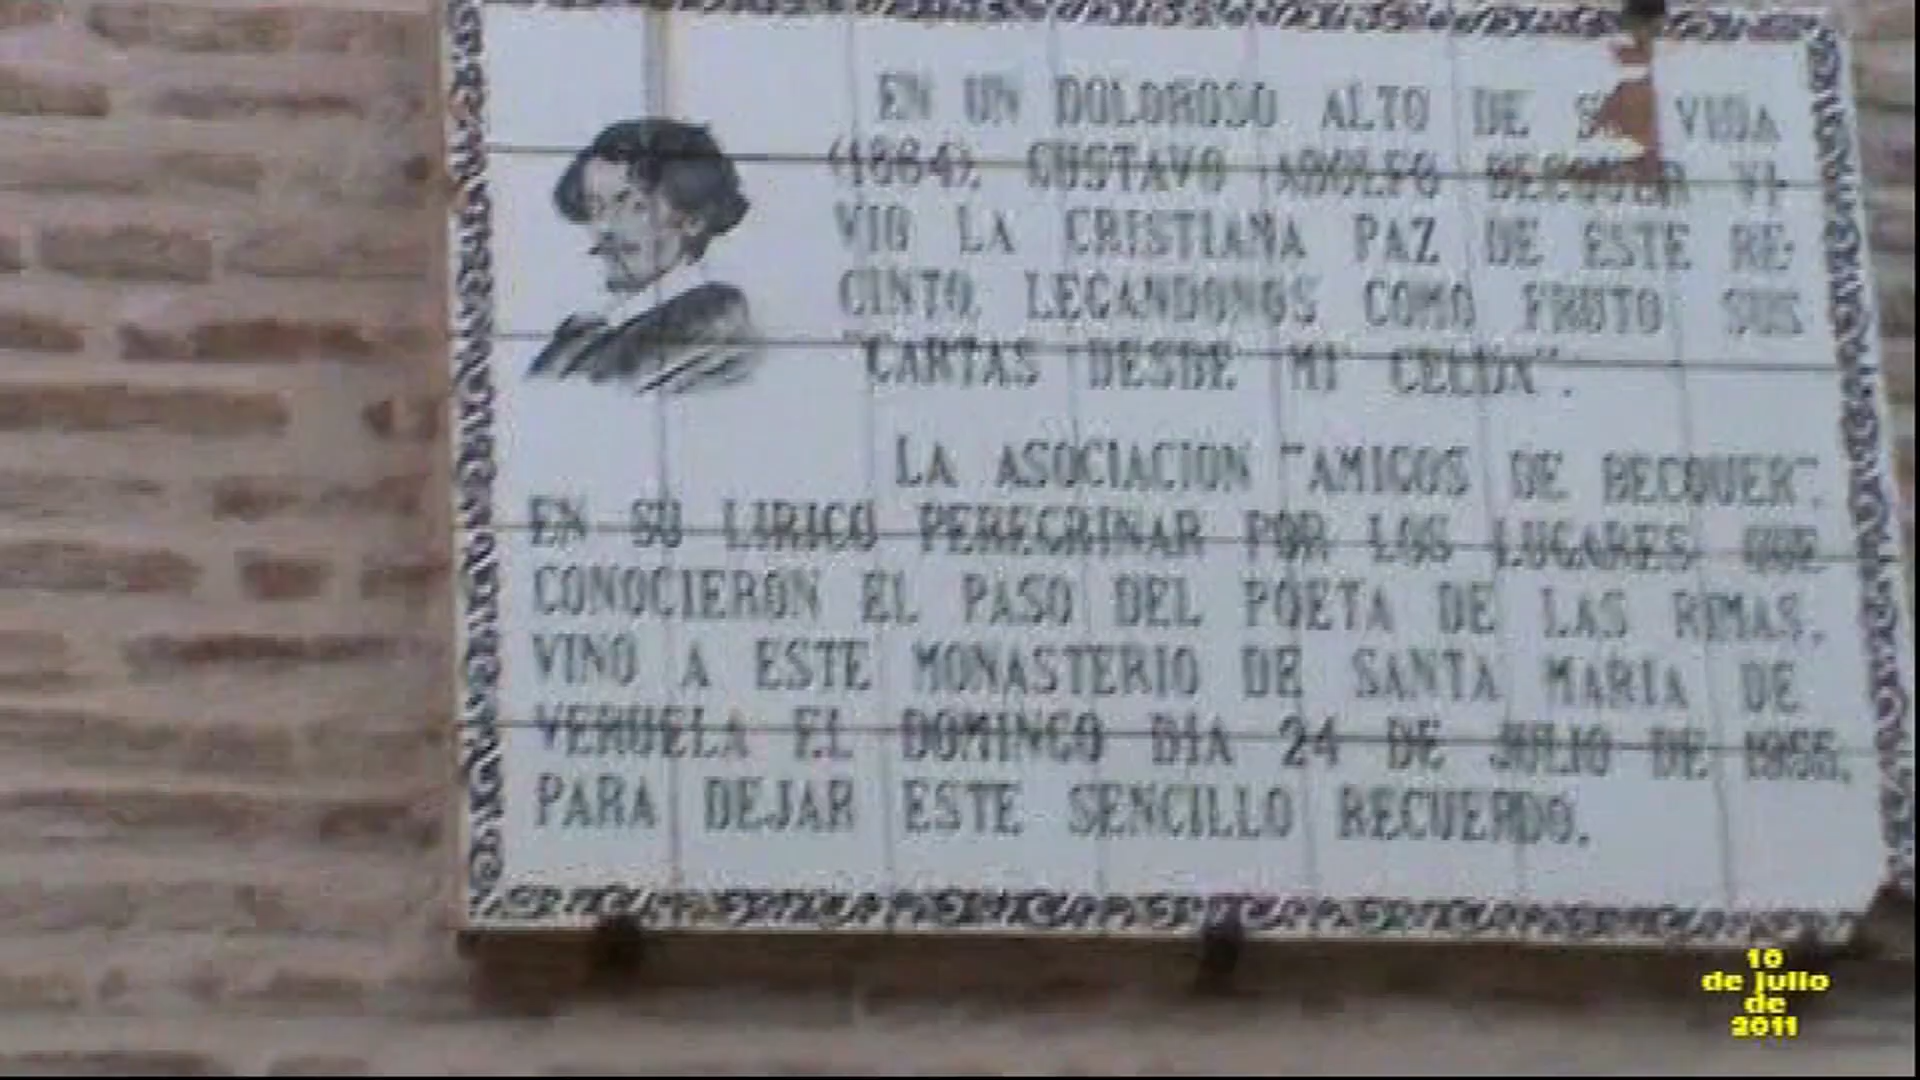 EN UN DOLOROSO ALTO DE SU VIDA
(1864), GUSTAVO ADOLFO BECQUER VI-
VIO LA CRISTIANA PAZ DE ESTE RE-
CINTO, LEGANDONOS COMO FRUTO SUS
"CARTAS DESDE MI CELDA".
LA ASOCIACION "AMIGOS DE BECQUER",
EN SU LIRICO PEREGRINAR POR LOS LUGARES QUE
CONOCIERON EL PASO DEL POETA DE LAS RIMAS,
VINO A ESTE MONASTERIO DE SANTA MARIA DE
VERUELA EL DOMINGO DIA 24 DE JULIO DE 1955,
PARA DEJAR ESTE SENCILLO RECUERDO.
10
de julio
de
2011